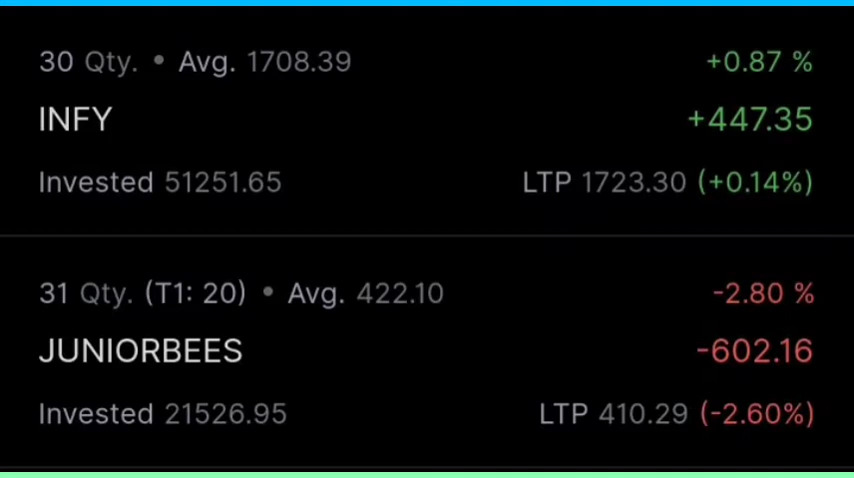 30 Qty. • Avg. 1708.39 +0.87 %
INFY +447.35
Invested 51251.65 LTP 1723.30 (+0.14%)
31 Qty. (T1: 20) • Avg. 422.10 -2.80 %
JUNIORBEES -602.16
Invested 21526.95 LTP 410.29 (-2.60%)